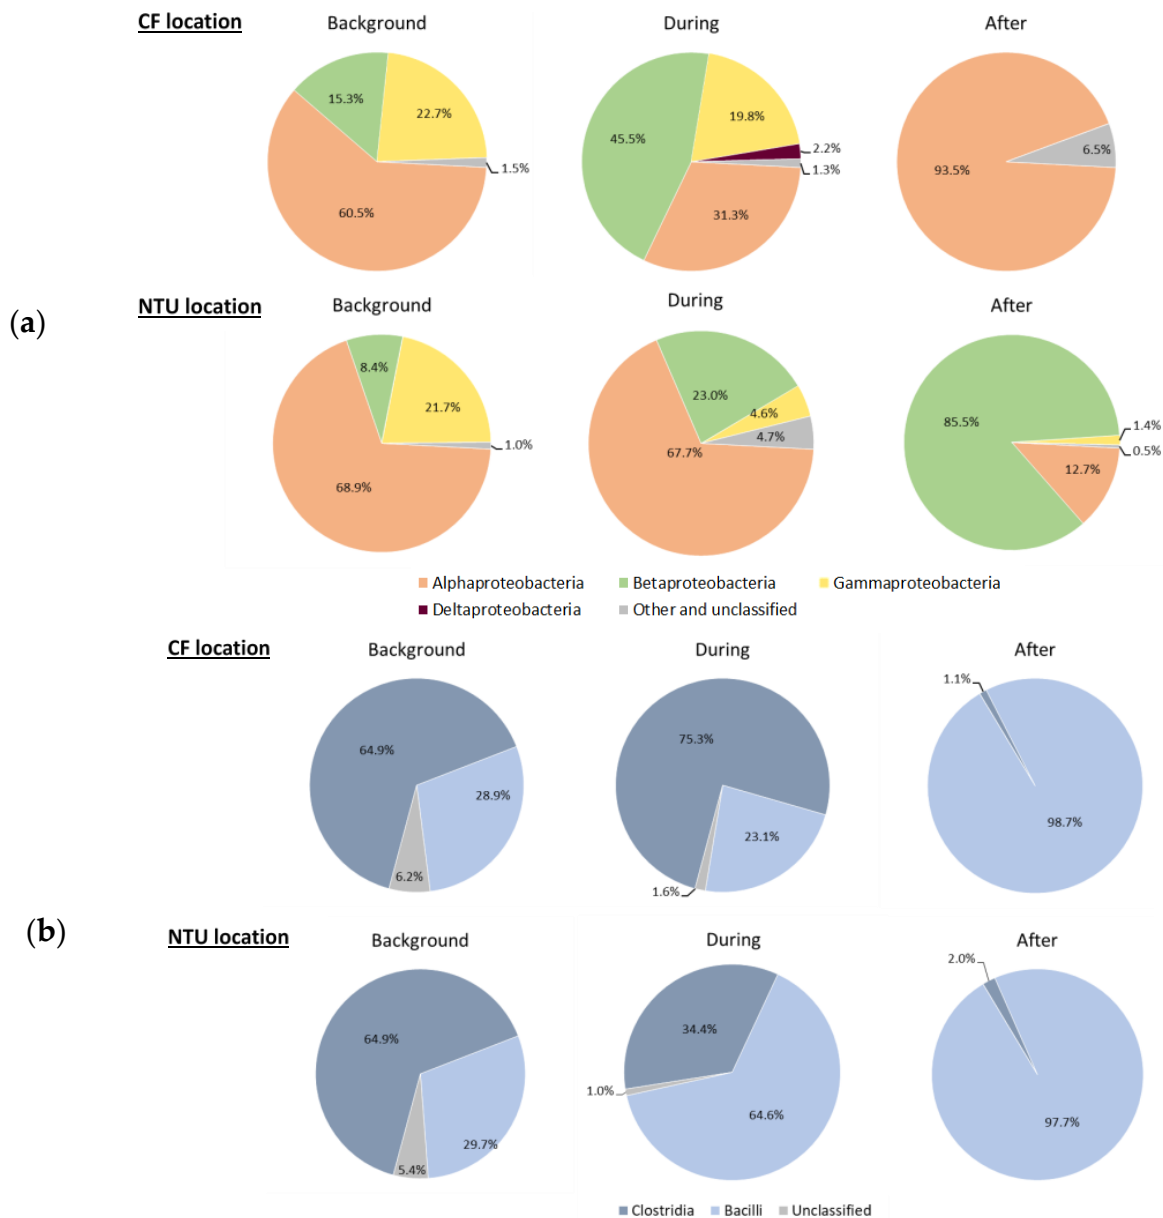 CF location
Background
During
After
15.3%
22.7%
1.5%
60.5%
45.5%
19.8%
2.2%
1.3%
31.3%
6.5%
93.5%
(a)
NTU location
Background
During
After
8.4%
21.7%
1.0%
68.9%
23.0%
4.6%
4.7%
67.7%
85.5%
1.4%
0.5%
12.7%
Alphaproteobacteria Betaproteobacteria Gammaproteobacteria
Deltaproteobacteria Other and unclassified
CF location
Background
During
After
64.9%
28.9%
6.2%
75.3%
23.1%
1.6%
1.1%
98.7%
(b)
NTU location
Background
During
After
64.9%
29.7%
5.4%
34.4%
1.0%
64.6%
2.0%
97.7%
Clostridia Bacilli Unclassified